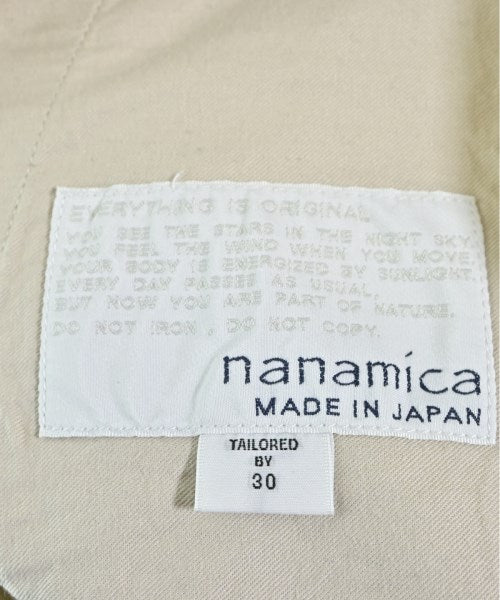 EVERYTHING IS ORIGINAL
YOU SEE THE STARS IN THE NIGHT SKY.
YOU FEEL THE WIND WHEN YOU MOVE.
YOUR BODY IS ENERGIZED BY SUNLIGHT.
EVERY DAY PASSES AS USUAL,
BUT NOW YOU ARE PART OF NATURE.
DO NOT IRON, DO NOT COPY.
nanamica
MADE IN JAPAN
TAILORED
BY
30